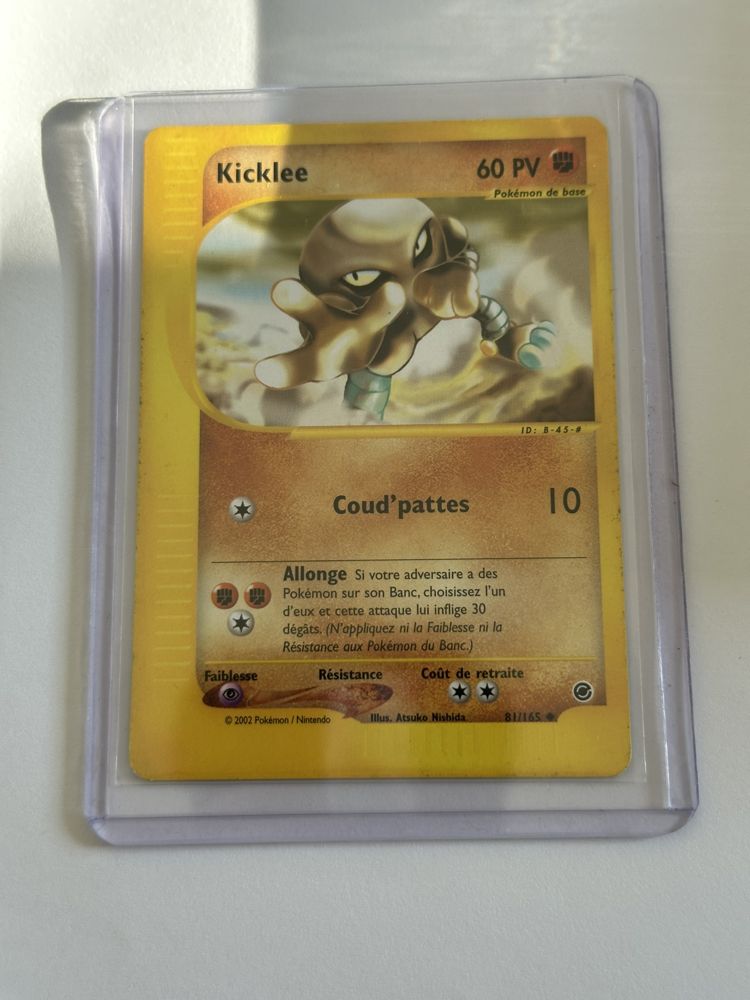 Kicklee 60 PV
Pokémon de base
ID: B-45-#
Coud'pattes 10
Allonge Si votre adversaire a des
Pokémon sur son Banc, choisissez l'un
d'eux et cette attaque lui inflige 30
dégâts. (N'appliquez ni la Faiblesse ni la
Résistance aux Pokémon du Banc.)
Faiblesse Résistance Coût de retraite
© 2002 Pokémon / Nintendo Illus. Atsuko Nishida 81/165